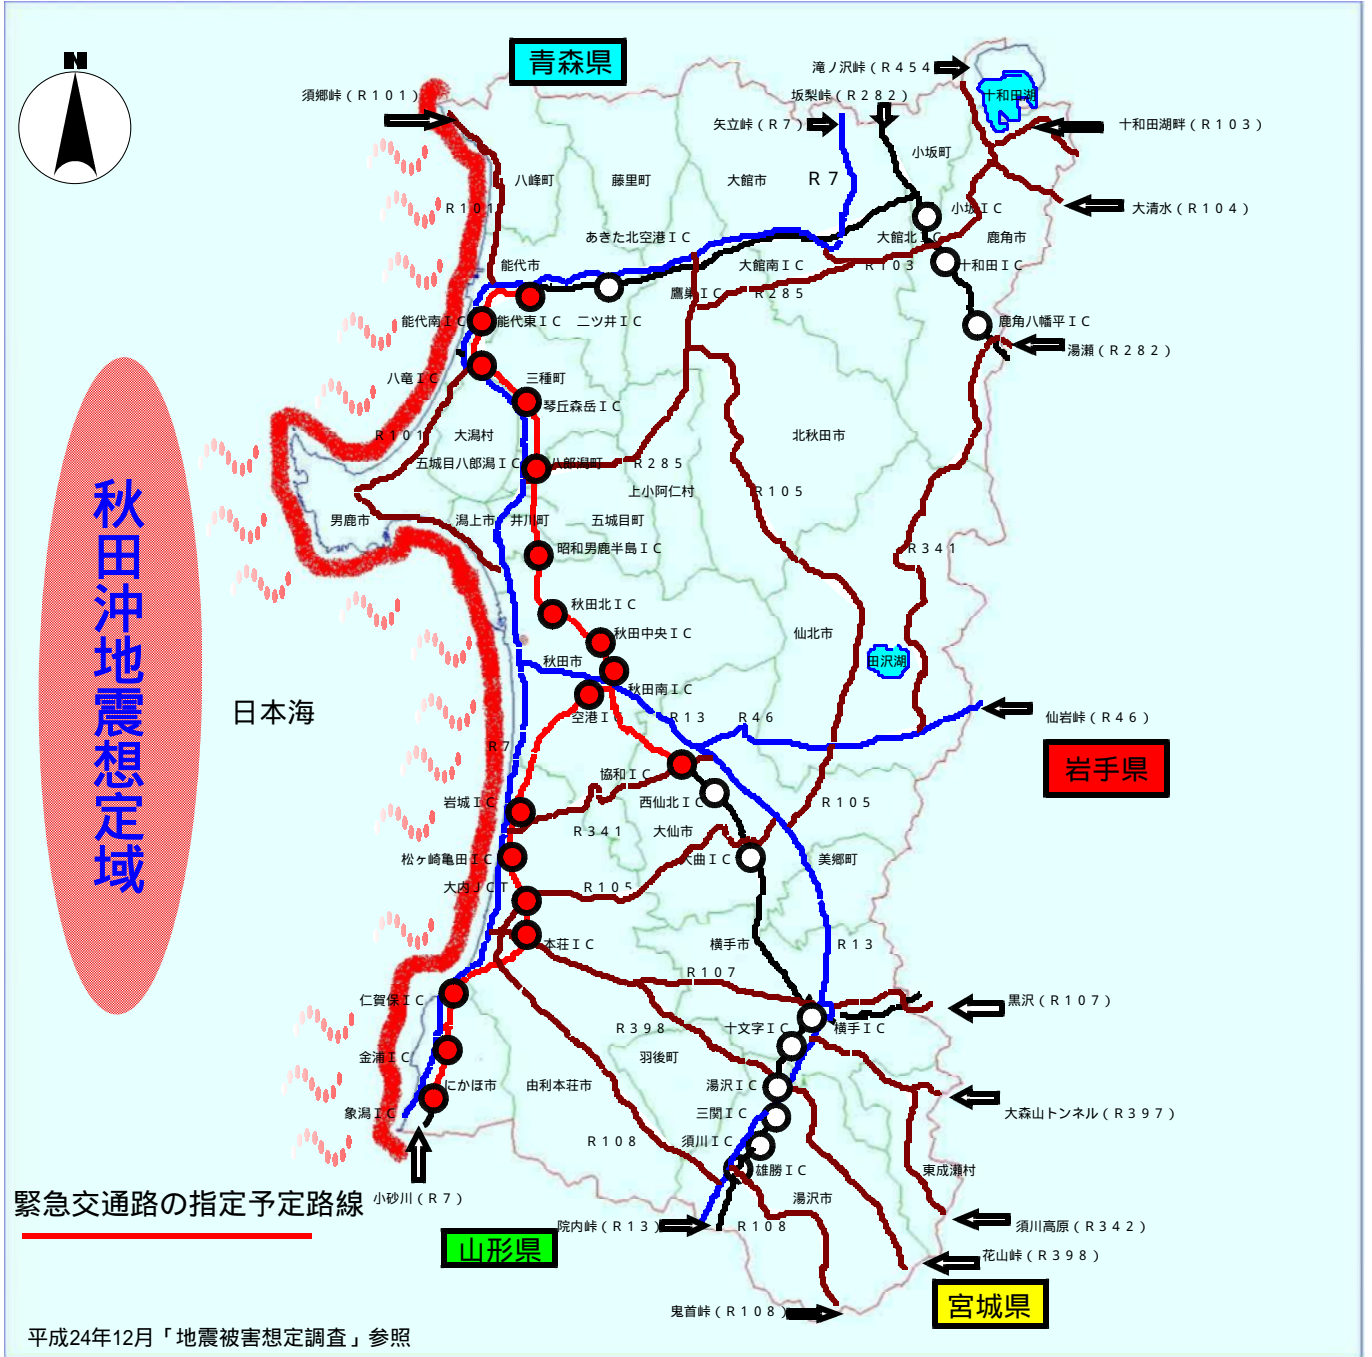 N
青森県
滝ノ沢峠（Ｒ４５４
須郷峠（Ｒ１０１）
坂梨峠（Ｒ２８２）
十和田湖
矢立峠（Ｒ７）
十和田湖畔（Ｒ１０３）
小坂町
八峰町
藤里町
大館市
Ｒ７
Ｒ１０１
小坂ＩＣ
大清水（Ｒ１０４）
あきた北空港ＩＣ
大館北ＩＣ
鹿角市
能代市
大館南ＩＣ
Ｒ１０３
十和田ＩＣ
鷹巣ＩＣ
Ｒ２８５
能代南ＩＣ
能代東ＩＣ
二ツ井ＩＣ
鹿角八幡平ＩＣ
湯瀬（Ｒ２８２）
八竜ＩＣ
三種町
琴丘森岳ＩＣ
Ｒ１０１
大潟村
北秋田市
五城目八郎潟ＩＣ
八郎潟町
Ｒ２８５
上小阿仁村
Ｒ１０５
男鹿市
潟上市
井川町
五城目町
昭和男鹿半島ＩＣ
Ｒ３４１
秋田沖地震想定域
秋田北ＩＣ
秋田中央ＩＣ
仙北市
秋田市
田沢湖
秋田南ＩＣ
日本海
空港ＩＣ
Ｒ１３
Ｒ４６
仙岩峠（Ｒ４６）
Ｒ７
岩手県
協和ＩＣ
岩城ＩＣ
西仙北ＩＣ
Ｒ１０５
Ｒ３４１
大仙市
松ヶ崎亀田ＩＣ
大曲ＩＣ
美郷町
大内ＪＣＴ
Ｒ１０５
本荘ＩＣ
横手市
Ｒ１３
Ｒ１０７
仁賀保ＩＣ
黒沢（Ｒ１０７）
Ｒ３９８
十文字ＩＣ
横手ＩＣ
金浦ＩＣ
羽後町
にかほ市
由利本荘市
湯沢ＩＣ
象潟ＩＣ
三関ＩＣ
大森山トンネル（Ｒ３９７）
Ｒ１０８
須川ＩＣ
雄勝ＩＣ
東成瀬村
小砂川（Ｒ７）
湯沢市
緊急交通路の指定予定路線
院内峠（Ｒ１３）
Ｒ１０８
須川高原（Ｒ３４２）
山形県
花山峠（Ｒ３９８）
宮城県
鬼首峠（Ｒ１０８）
平成24年12月「地震被害想定調査」参照